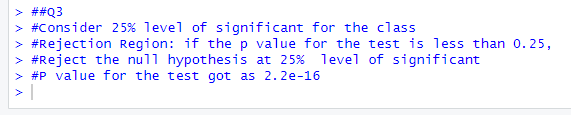 > ##Q3
> #Consider 25% level of significant for the class
> #Rejection Region: if the p value for the test is less than 0.25,
> #Reject the null hypothesis at 25%  level of significant
> #P value for the test got as 2.2e-16
>